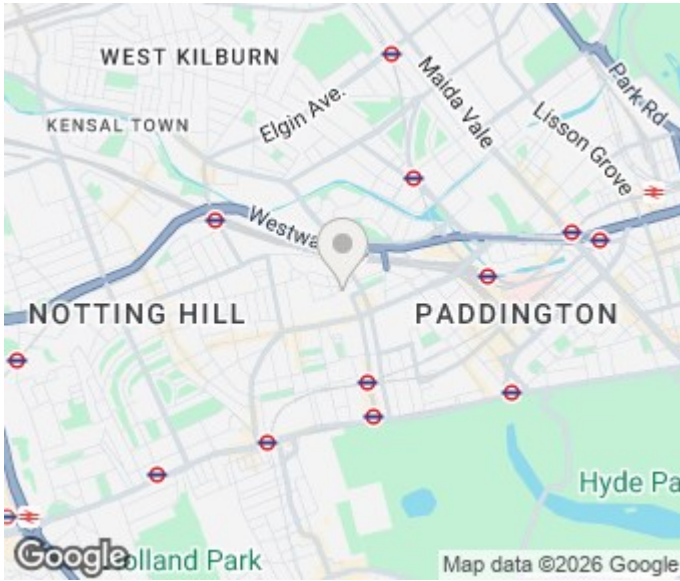 WEST KILBURN
KENSAL TOWN
Elgin Ave.
Maida Vale
Park Rd
Lisson Grove
Westwa
NOTTING HILL
PADDINGTON
Hyde Pa
Google
olland Park
Map data ©2026 Google